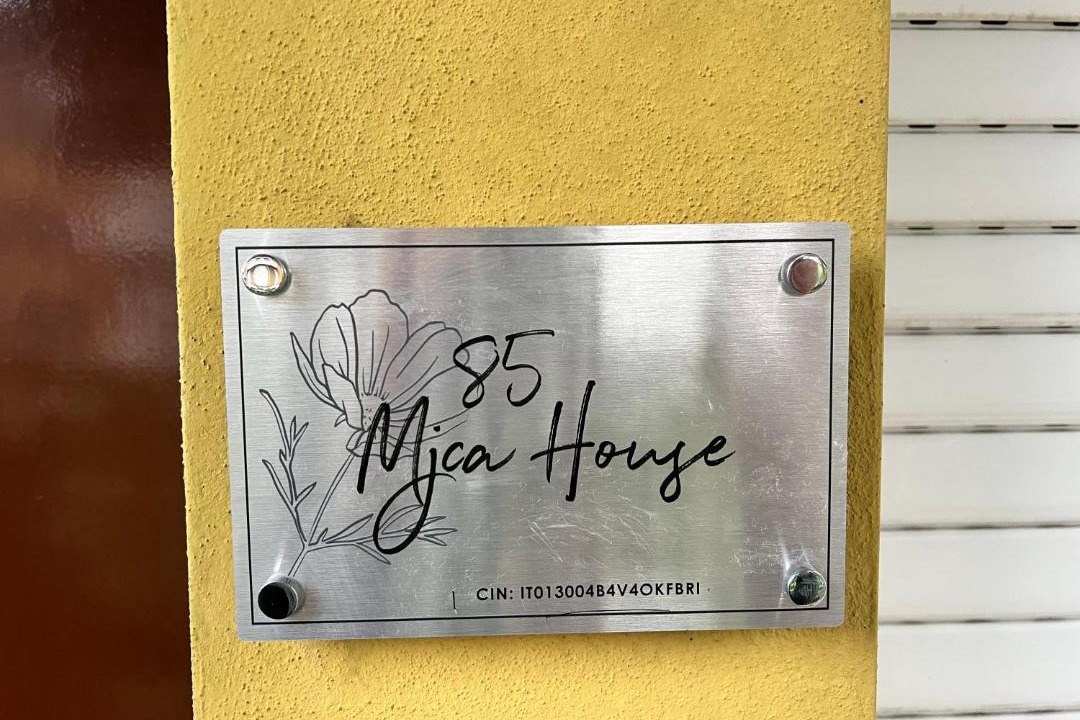 85
Mjca House
CIN: IT013004B4V4OKFBRI